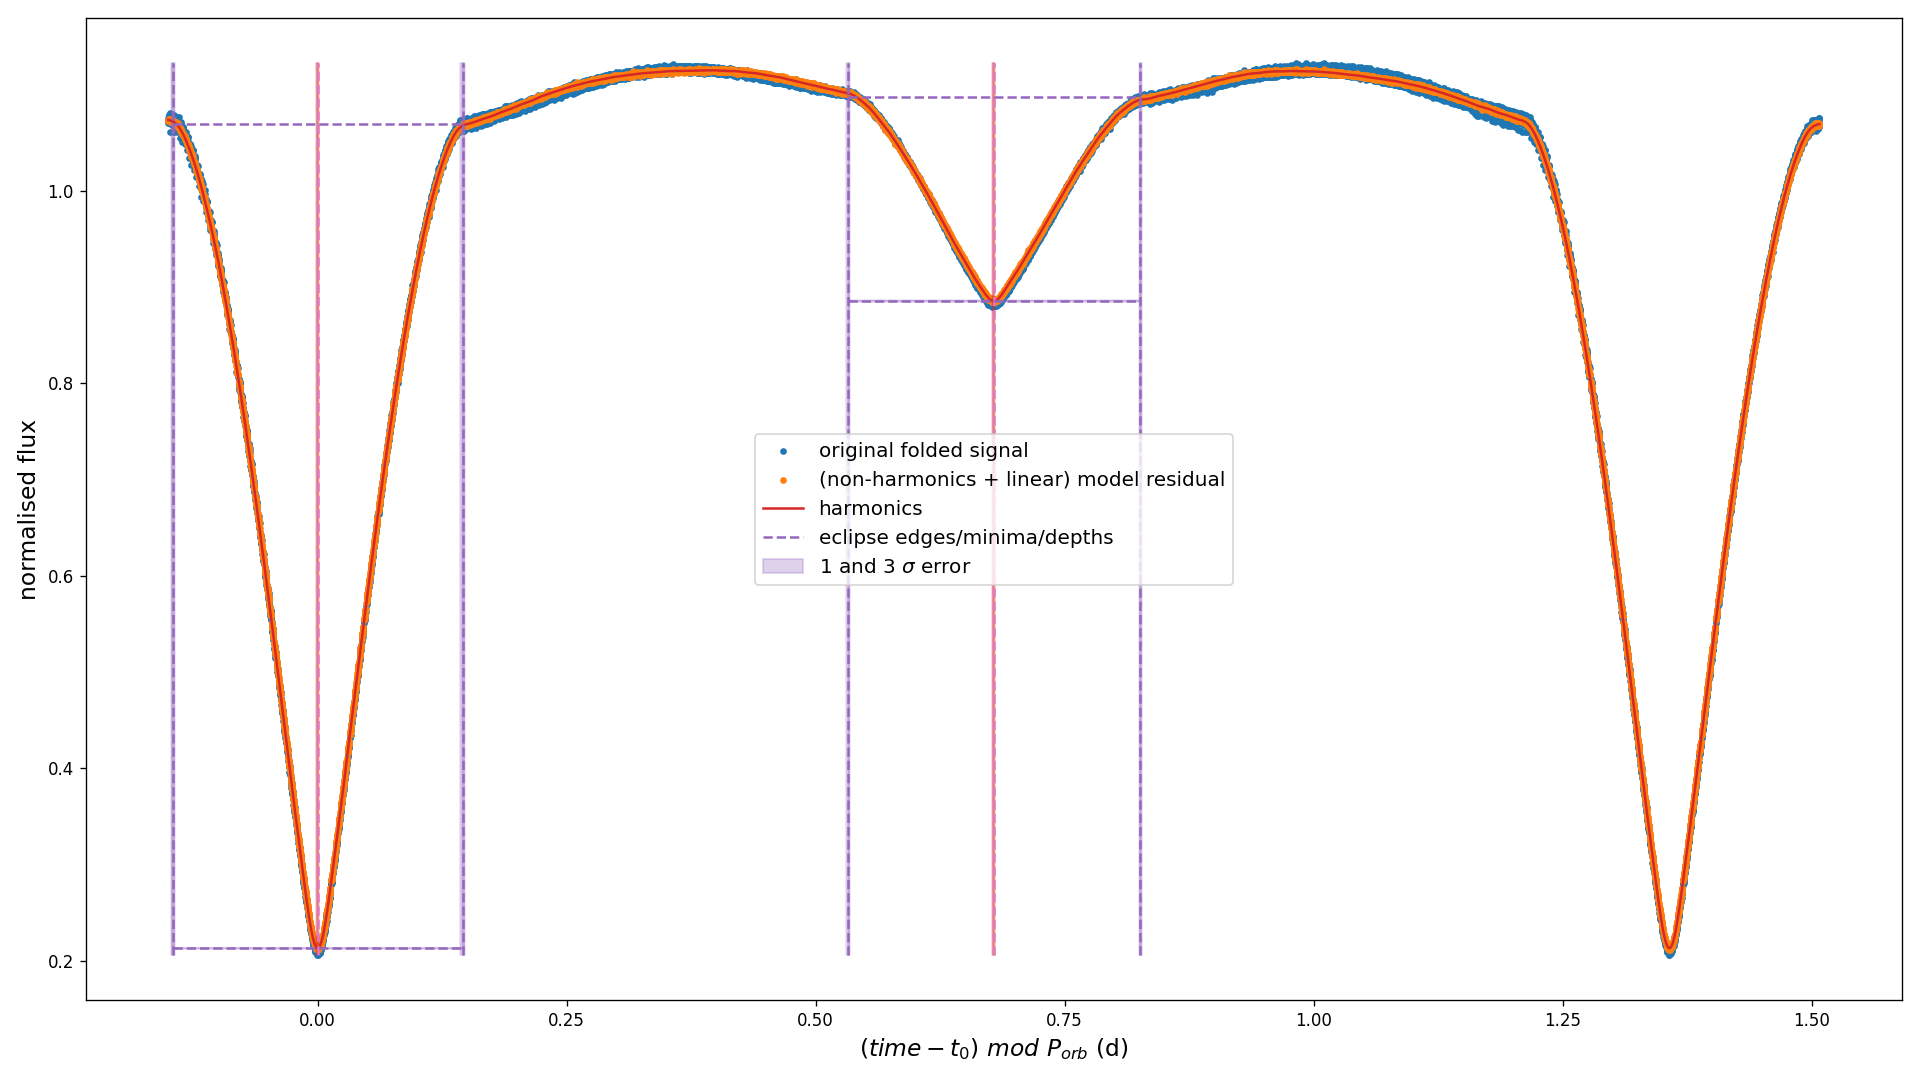 normalised flux
1.0
0.8
0.6
0.4
0.2
original folded signal
(non-harmonics + linear) model residual
harmonics
eclipse edges/minima/depths
1 and 3 σ error
0.00 0.25 0.50 0.75 1.00 1.25 1.50
(time − t₀) mod P_orb (d)